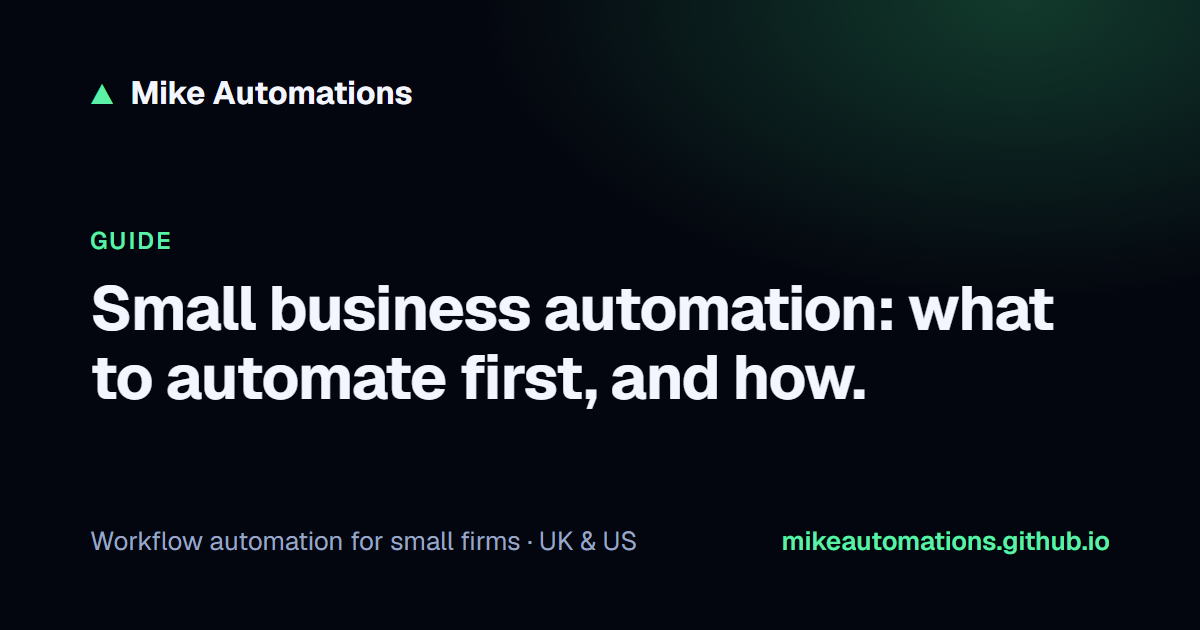 Mike Automations
GUIDE
Small business automation: what
to automate first, and how.
Workflow automation for small firms · UK & US
mikeautomations.github.io